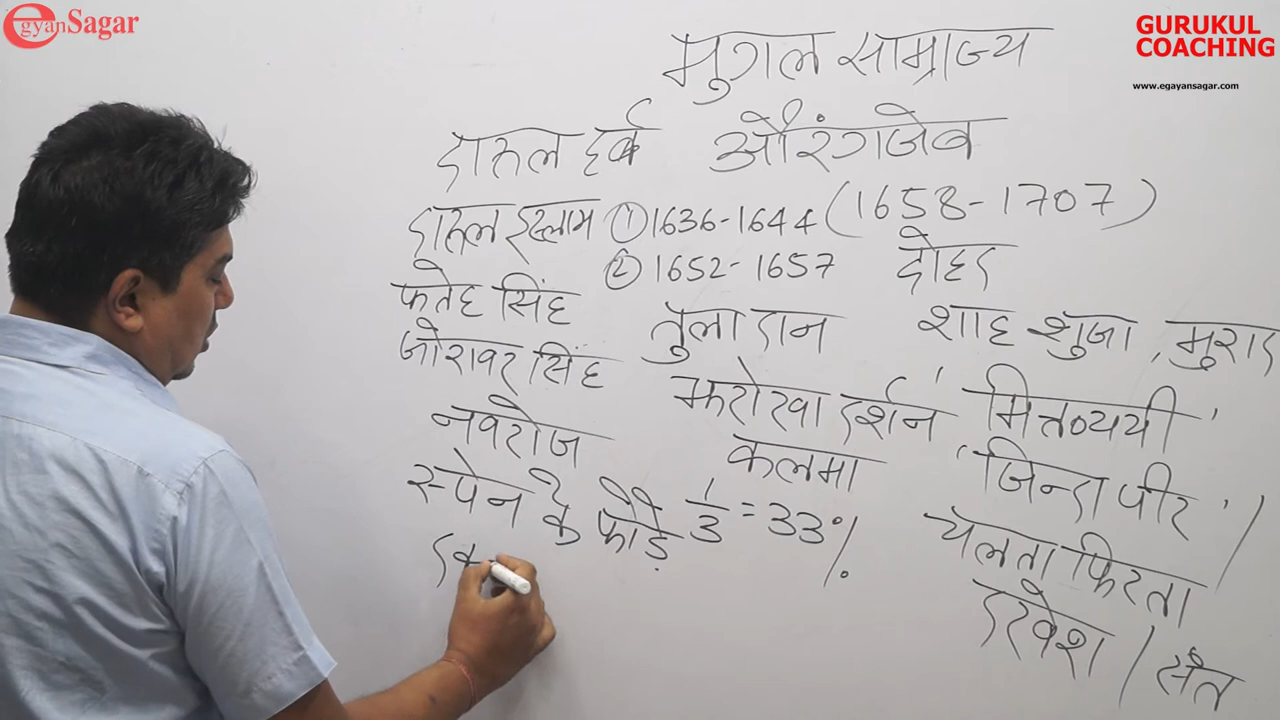 egyanSagar
GURUKUL
COACHING
www.egayansagar.com
मुगल साम्राज्य
दारुल हर्ब औरंगजेब
दारुल इस्लाम ① 1636-1644 (1658-1707)
② 1652-1657 दोहद
फतेह सिंह तुलादान शाह शुजा, मुराद
जोरावर सिंह झरोखा दर्शन 'मितव्ययी'
नवरोज कलमा 'जिन्दा पीर' /
स्पेन के फोड़े 1/3 = 33%
चलता फिरता
दरवेश / संत